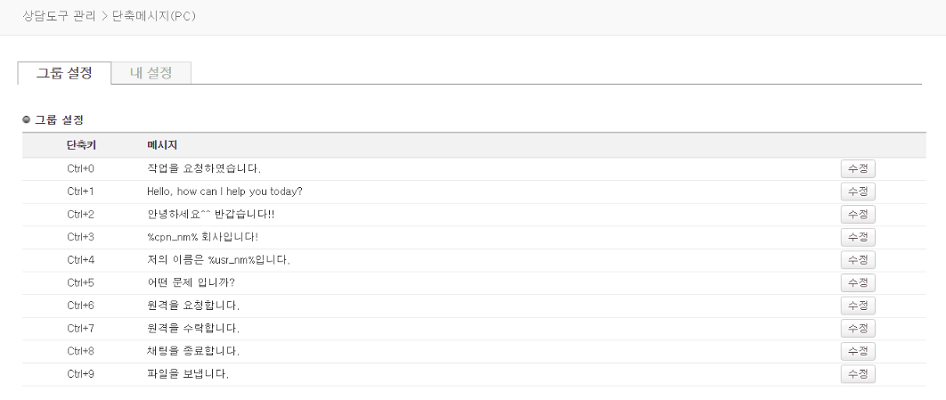 상담도구 관리 > 단축메시지(PC)
그룹 설정 내 설정
그룹 설정
단축키 메시지
Ctrl+0 작업을 요청하였습니다. 수정
Ctrl+1 Hello, how can I help you today? 수정
Ctrl+2 안녕하세요^^ 반갑습니다!! 수정
Ctrl+3 %cpn_nm% 회사입니다! 수정
Ctrl+4 저의 이름은 %usr_nm%입니다. 수정
Ctrl+5 어떤 문제 입니까? 수정
Ctrl+6 원격을 요청합니다. 수정
Ctrl+7 원격을 수락합니다. 수정
Ctrl+8 채팅을 종료합니다. 수정
Ctrl+9 파일을 보냅니다. 수정